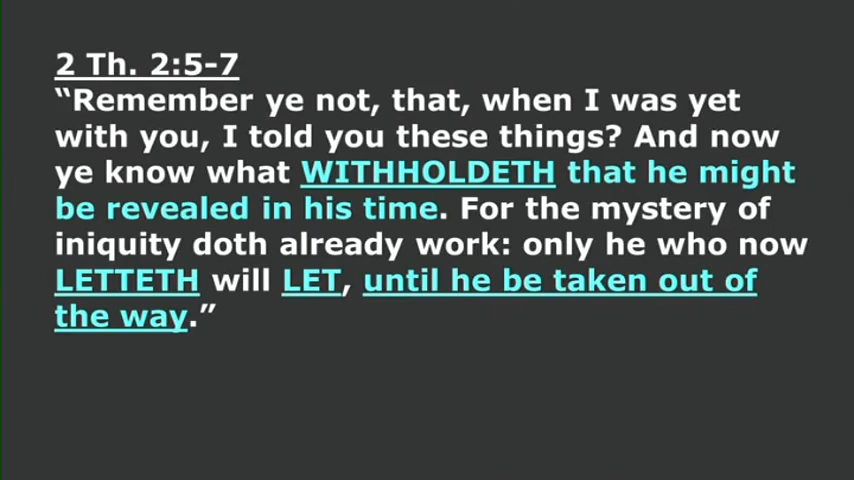 2 Th. 2:5-7
“Remember ye not, that, when I was yet
with you, I told you these things? And now
ye know what WITHHOLDETH that he might
be revealed in his time. For the mystery of
iniquity doth already work: only he who now
LETTETH will LET, until he be taken out of
the way.”